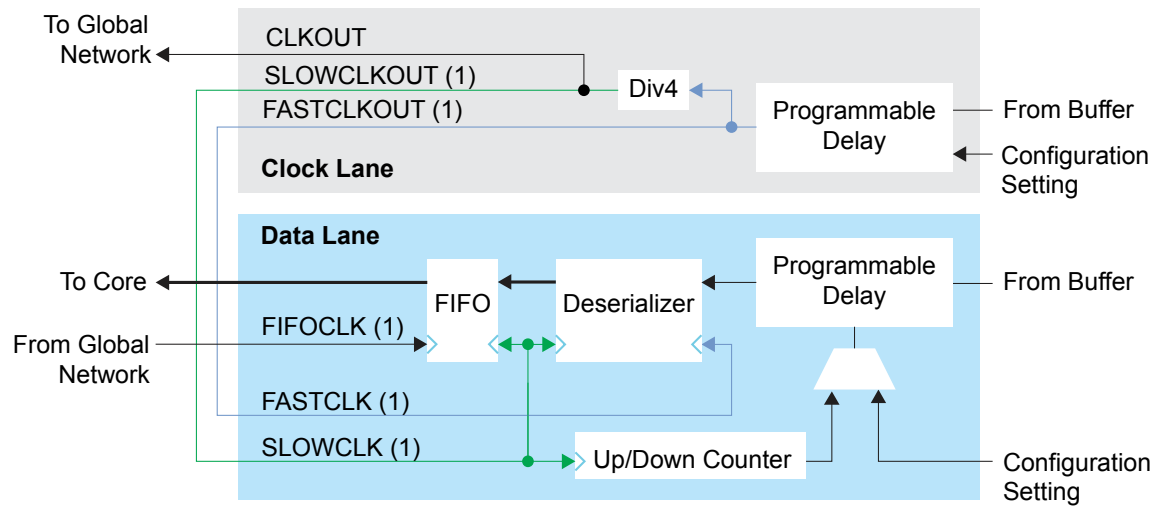 To Global
Network
CLKOUT
SLOWCLKOUT (1)
FASTCLKOUT (1)
Div4
Programmable
Delay
From Buffer
Configuration
Setting
Clock Lane
Data Lane
To Core
FIFO
Deserializer
Programmable
Delay
From Buffer
FIFOCLK (1)
From Global
Network
FASTCLK (1)
SLOWCLK (1)
Up/Down Counter
Configuration
Setting